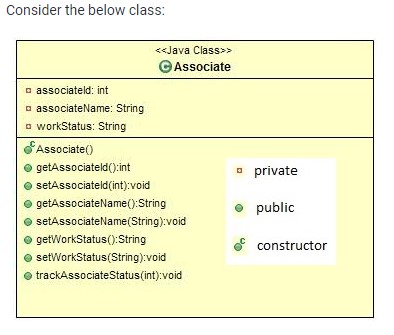 Consider the below class:
<<Java Class>>
Associate
associateId: int
associateName: String
workStatus: String
Associate()
getAssociateId():int
setAssociateId(int):void
getAssociateName():String
setAssociateName(String):void
getWorkStatus():String
setWorkStatus(String):void
trackAssociateStatus(int):void
private
public
constructor